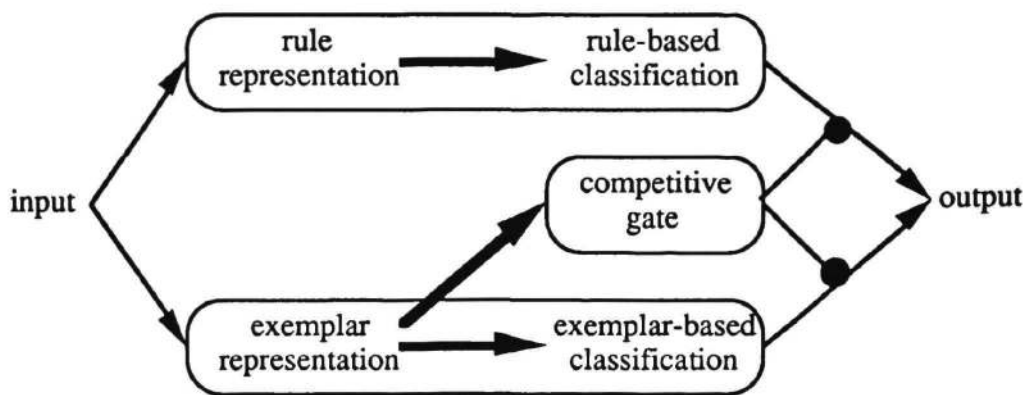 rule
representation
rule-based
classification
input
competitive
gate
output
exemplar
representation
exemplar-based
classification